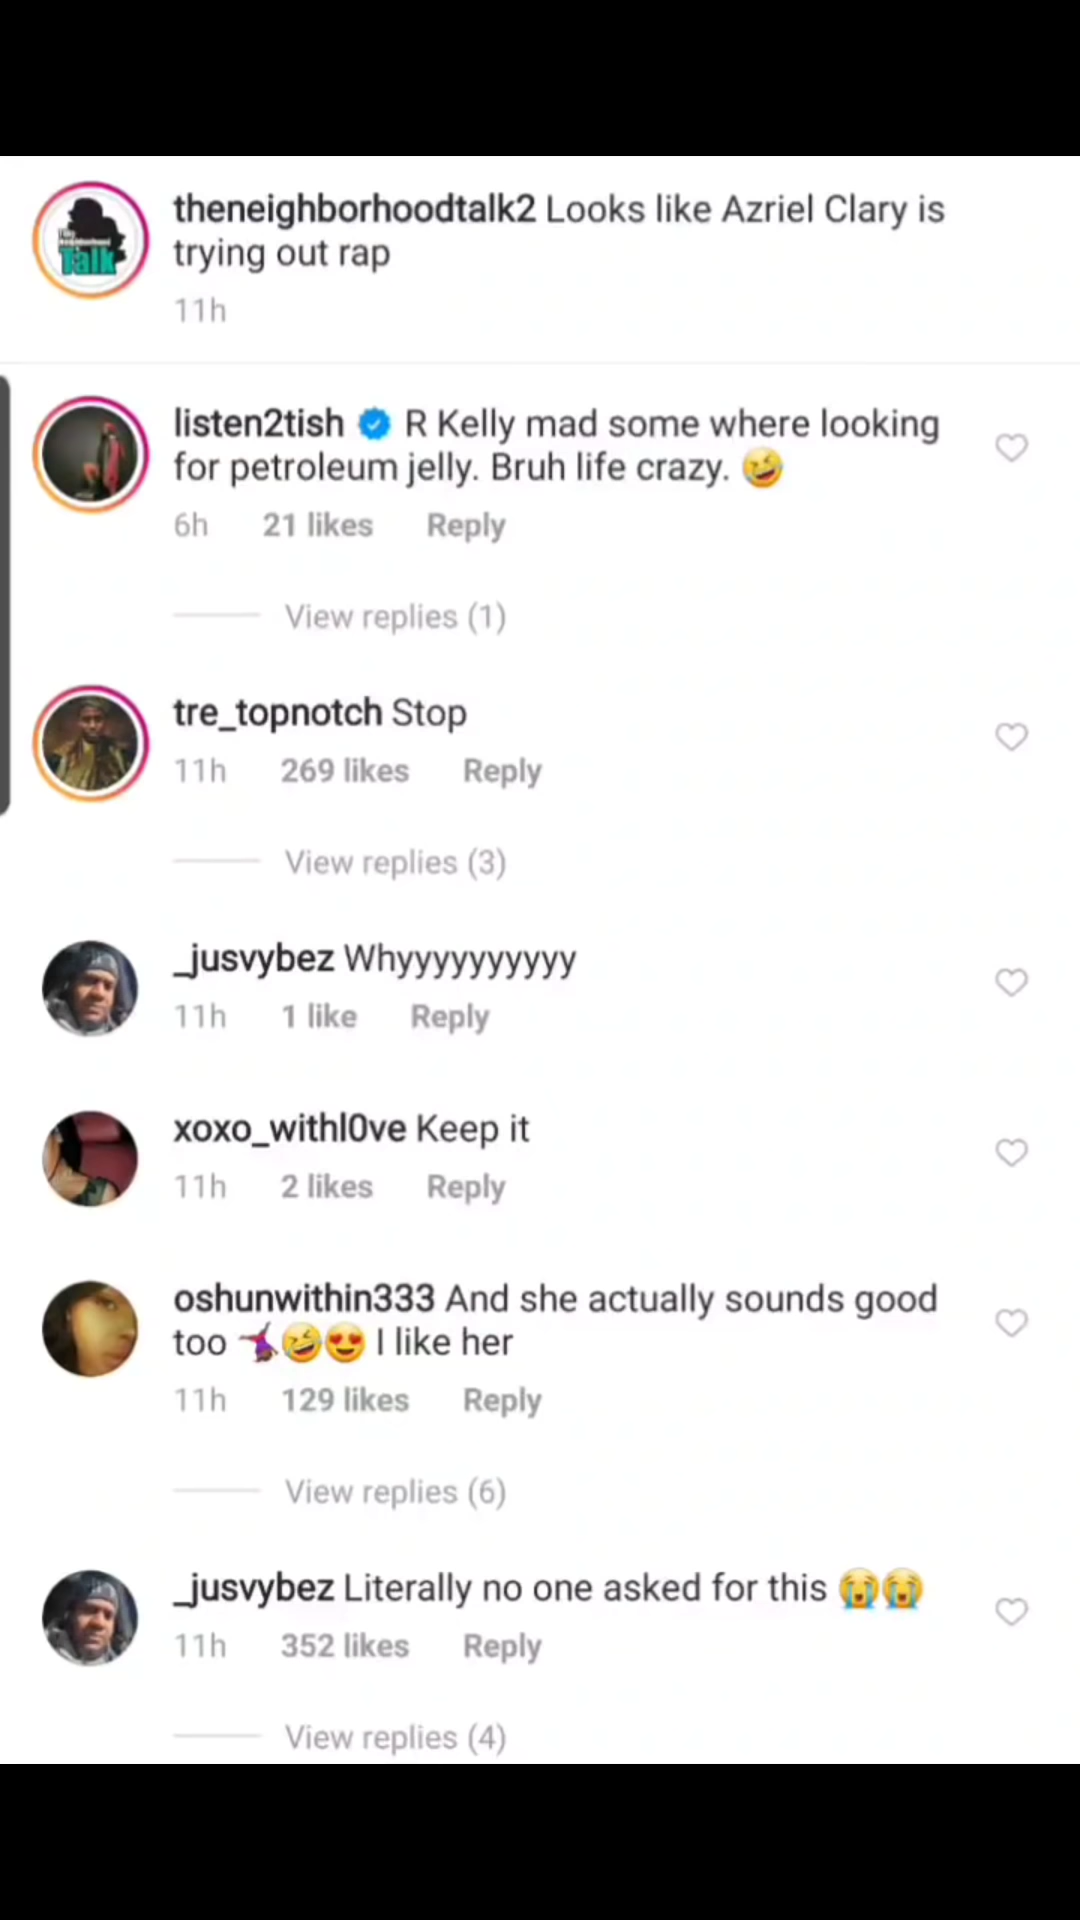 theneighborhoodtalk2 Looks like Azriel Clary is
trying out rap
11h
Talk
listen2tish R Kelly mad some where looking
for petroleum jelly. Bruh life crazy. 🤣
6h 21 likes Reply
View replies (1)
tre_topnotch Stop
11h 269 likes Reply
View replies (3)
_jusvybez Whyyyyyyyyyy
11h 1 like Reply
xoxo_withl0ve Keep it
11h 2 likes Reply
oshunwithin333 And she actually sounds good
too 🤣😍 I like her
11h 129 likes Reply
View replies (6)
_jusvybez Literally no one asked for this 😭😭
11h 352 likes Reply
View replies (4)